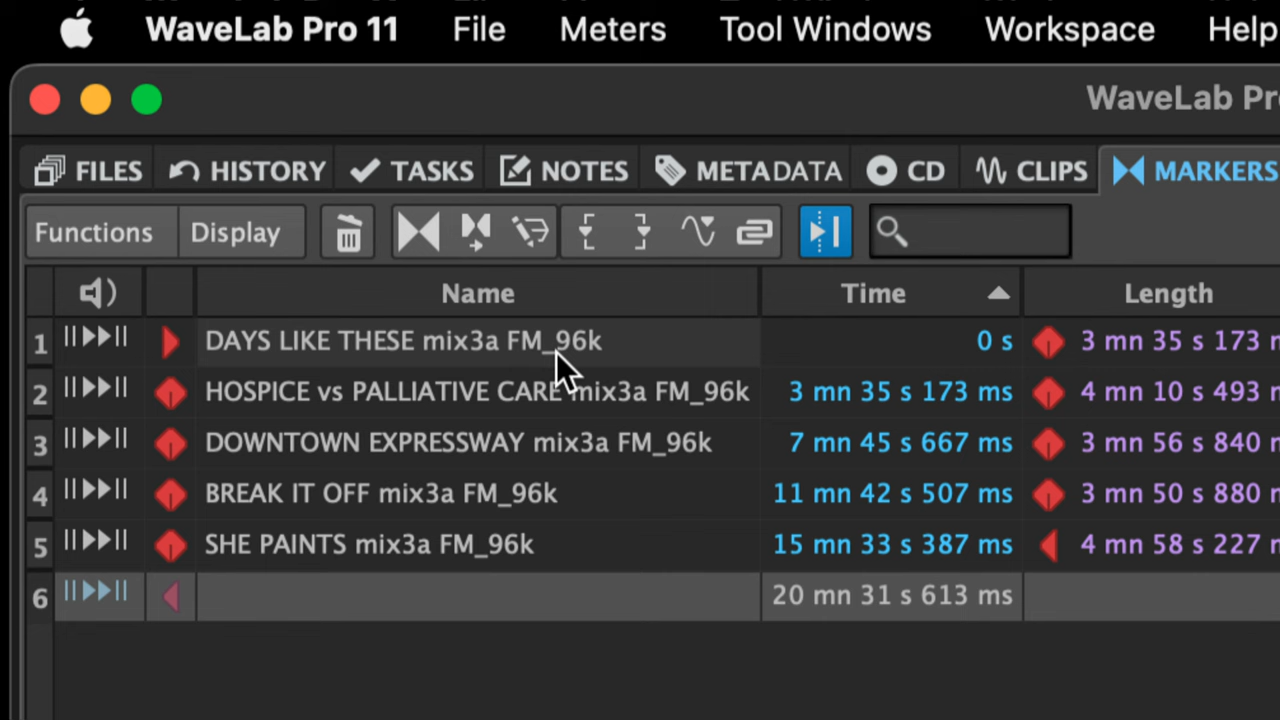 WaveLab Pro 11 File Meters Tool Windows Workspace Help
WaveLab Pr
FILES HISTORY TASKS NOTES METADATA CD CLIPS MARKERS
Functions Display
Name Time Length
1 DAYS LIKE THESE mix3a FM_96k 0 s 3 mn 35 s 173 m
2 HOSPICE vs PALLIATIVE CARE mix3a FM_96k 3 mn 35 s 173 ms 4 mn 10 s 493 m
3 DOWNTOWN EXPRESSWAY mix3a FM_96k 7 mn 45 s 667 ms 3 mn 56 s 840 m
4 BREAK IT OFF mix3a FM_96k 11 mn 42 s 507 ms 3 mn 50 s 880 m
5 SHE PAINTS mix3a FM_96k 15 mn 33 s 387 ms 4 mn 58 s 227 m
6 20 mn 31 s 613 ms